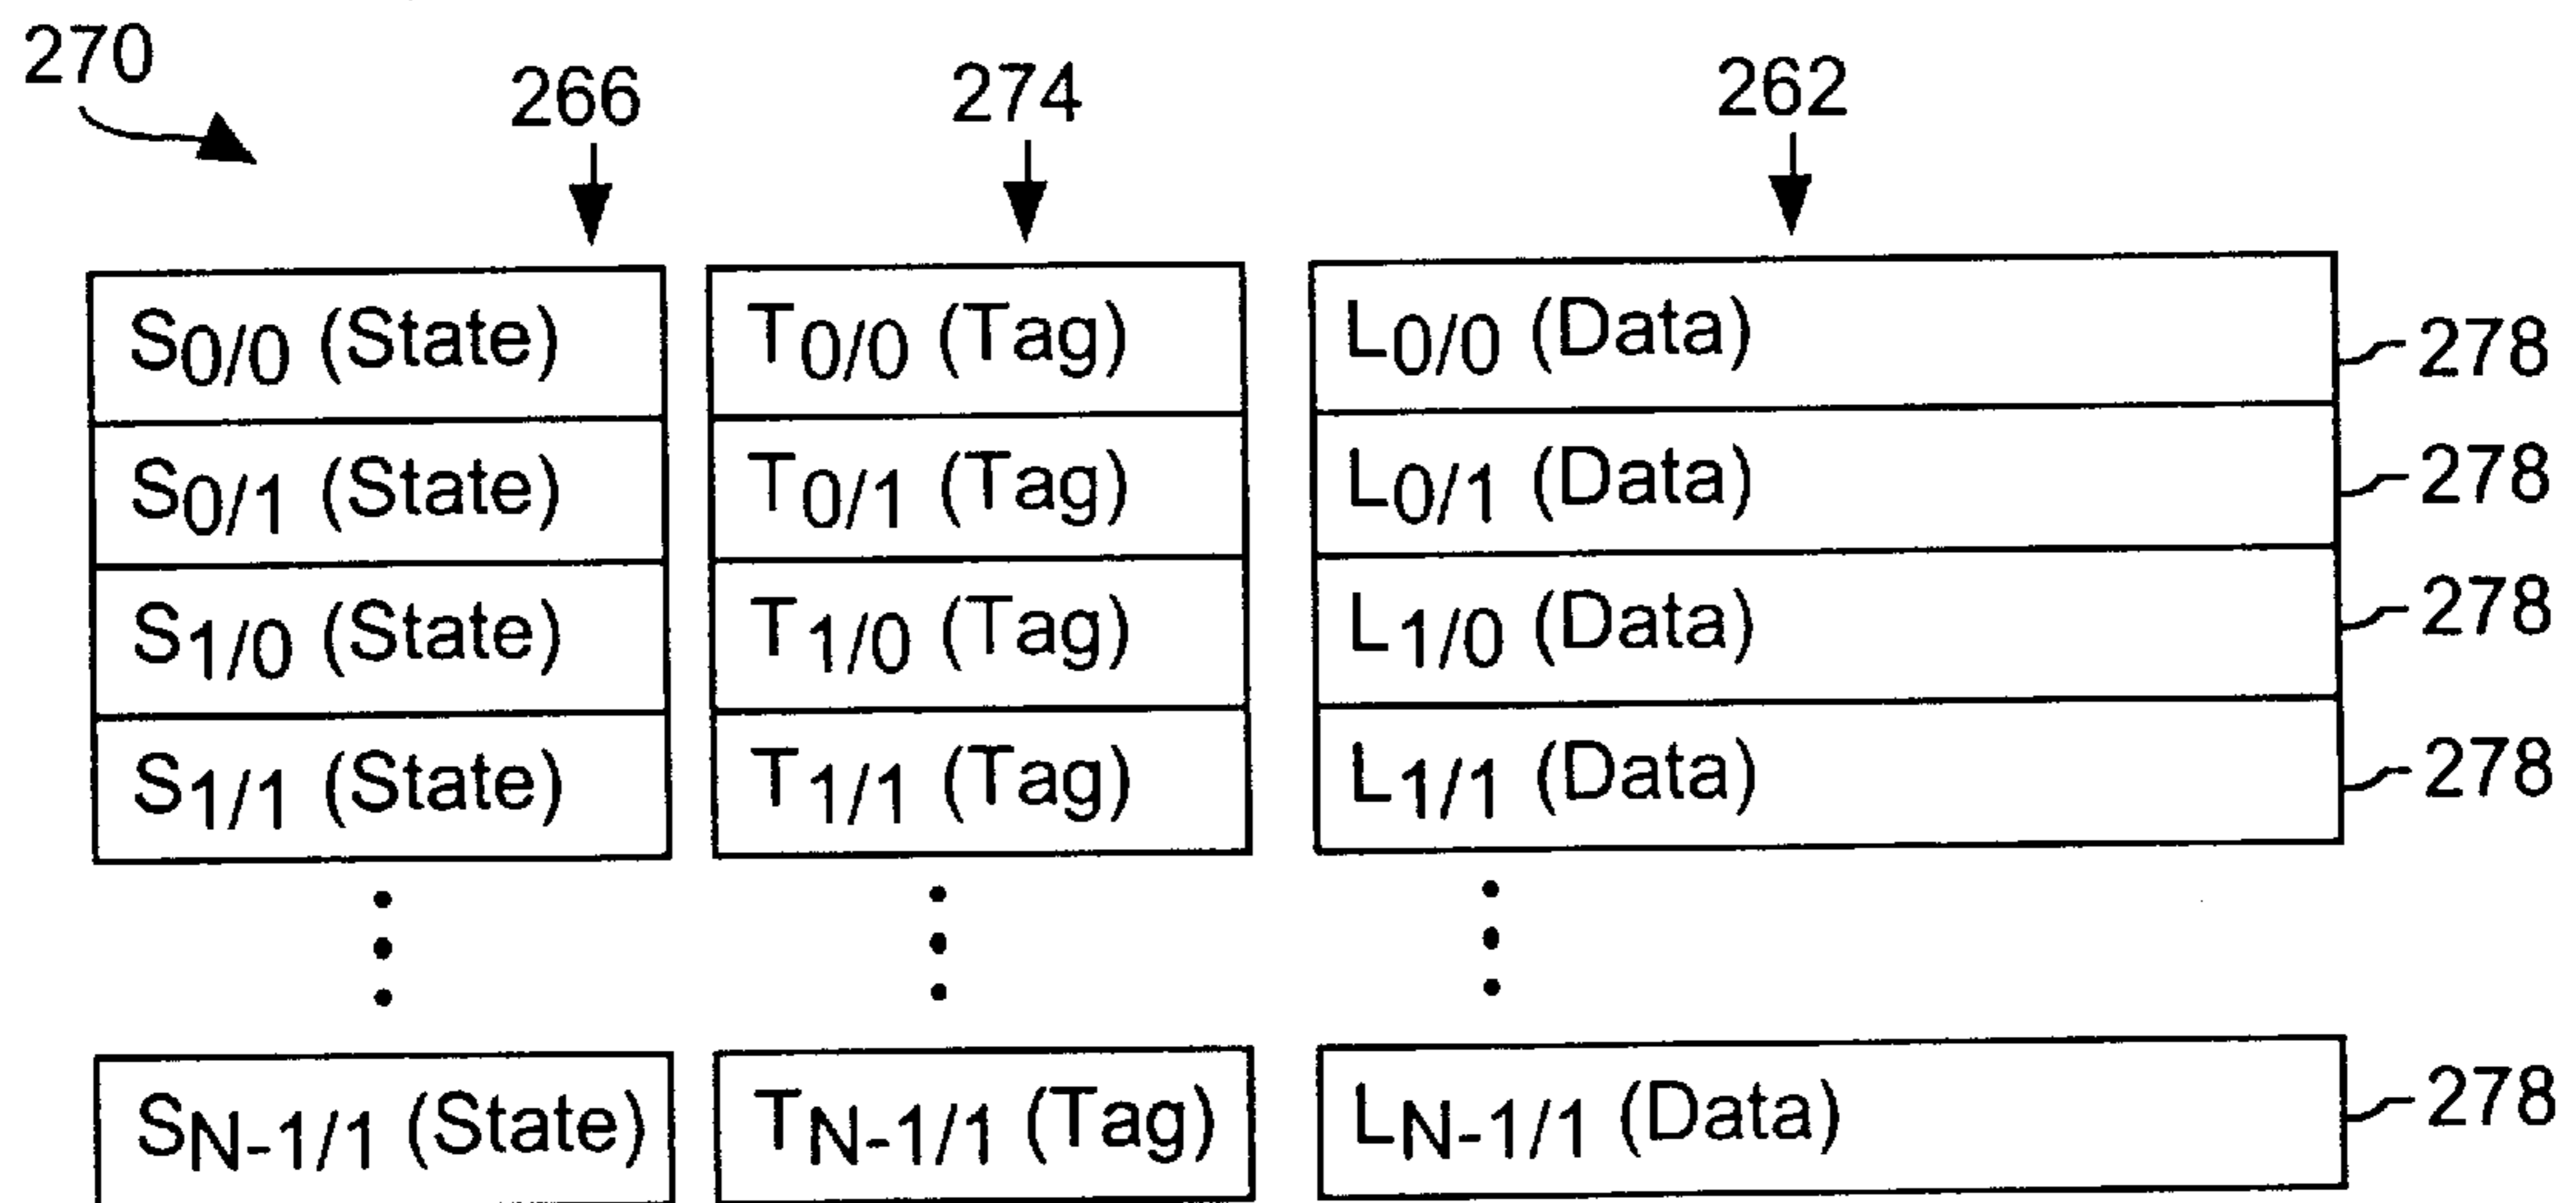 270
266 274 262
S0/0 (State) T0/0 (Tag) L0/0 (Data) 278
S0/1 (State) T0/1 (Tag) L0/1 (Data) 278
S1/0 (State) T1/0 (Tag) L1/0 (Data) 278
S1/1 (State) T1/1 (Tag) L1/1 (Data) 278
SN-1/1 (State) TN-1/1 (Tag) LN-1/1 (Data) 278